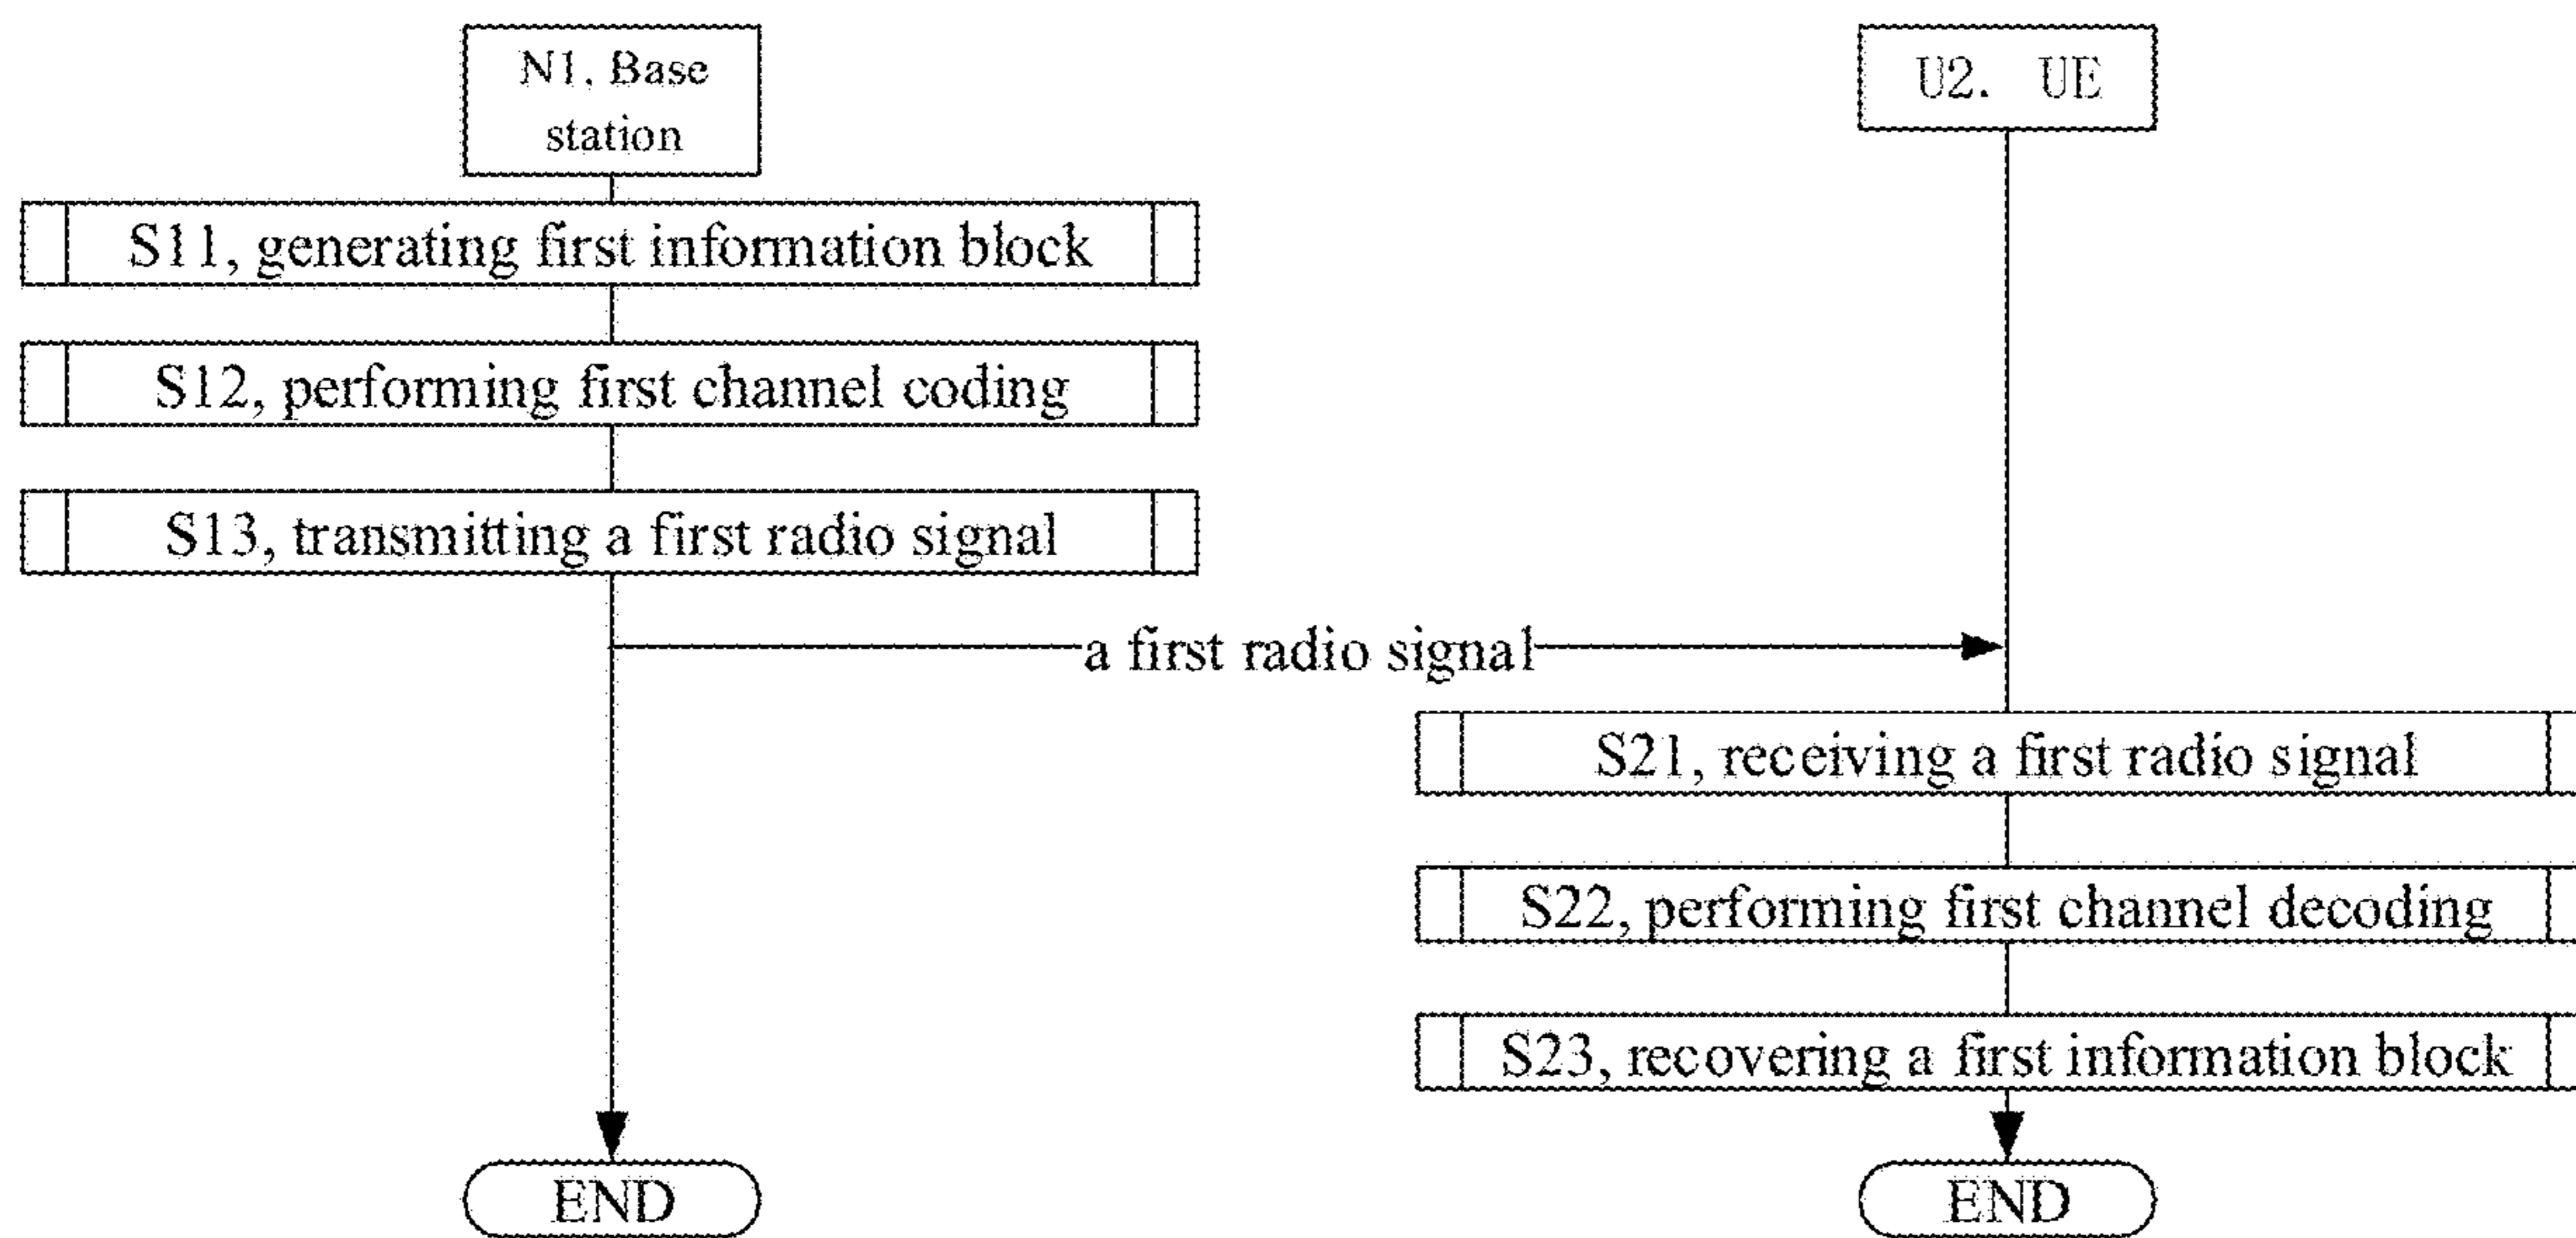 N1, Base
station
U2. UE
S11, generating first information block
S12, performing first channel coding
S13, transmitting a first radio signal
a first radio signal
S21, receiving a first radio signal
S22, performing first channel decoding
S23, recovering a first information block
END
END